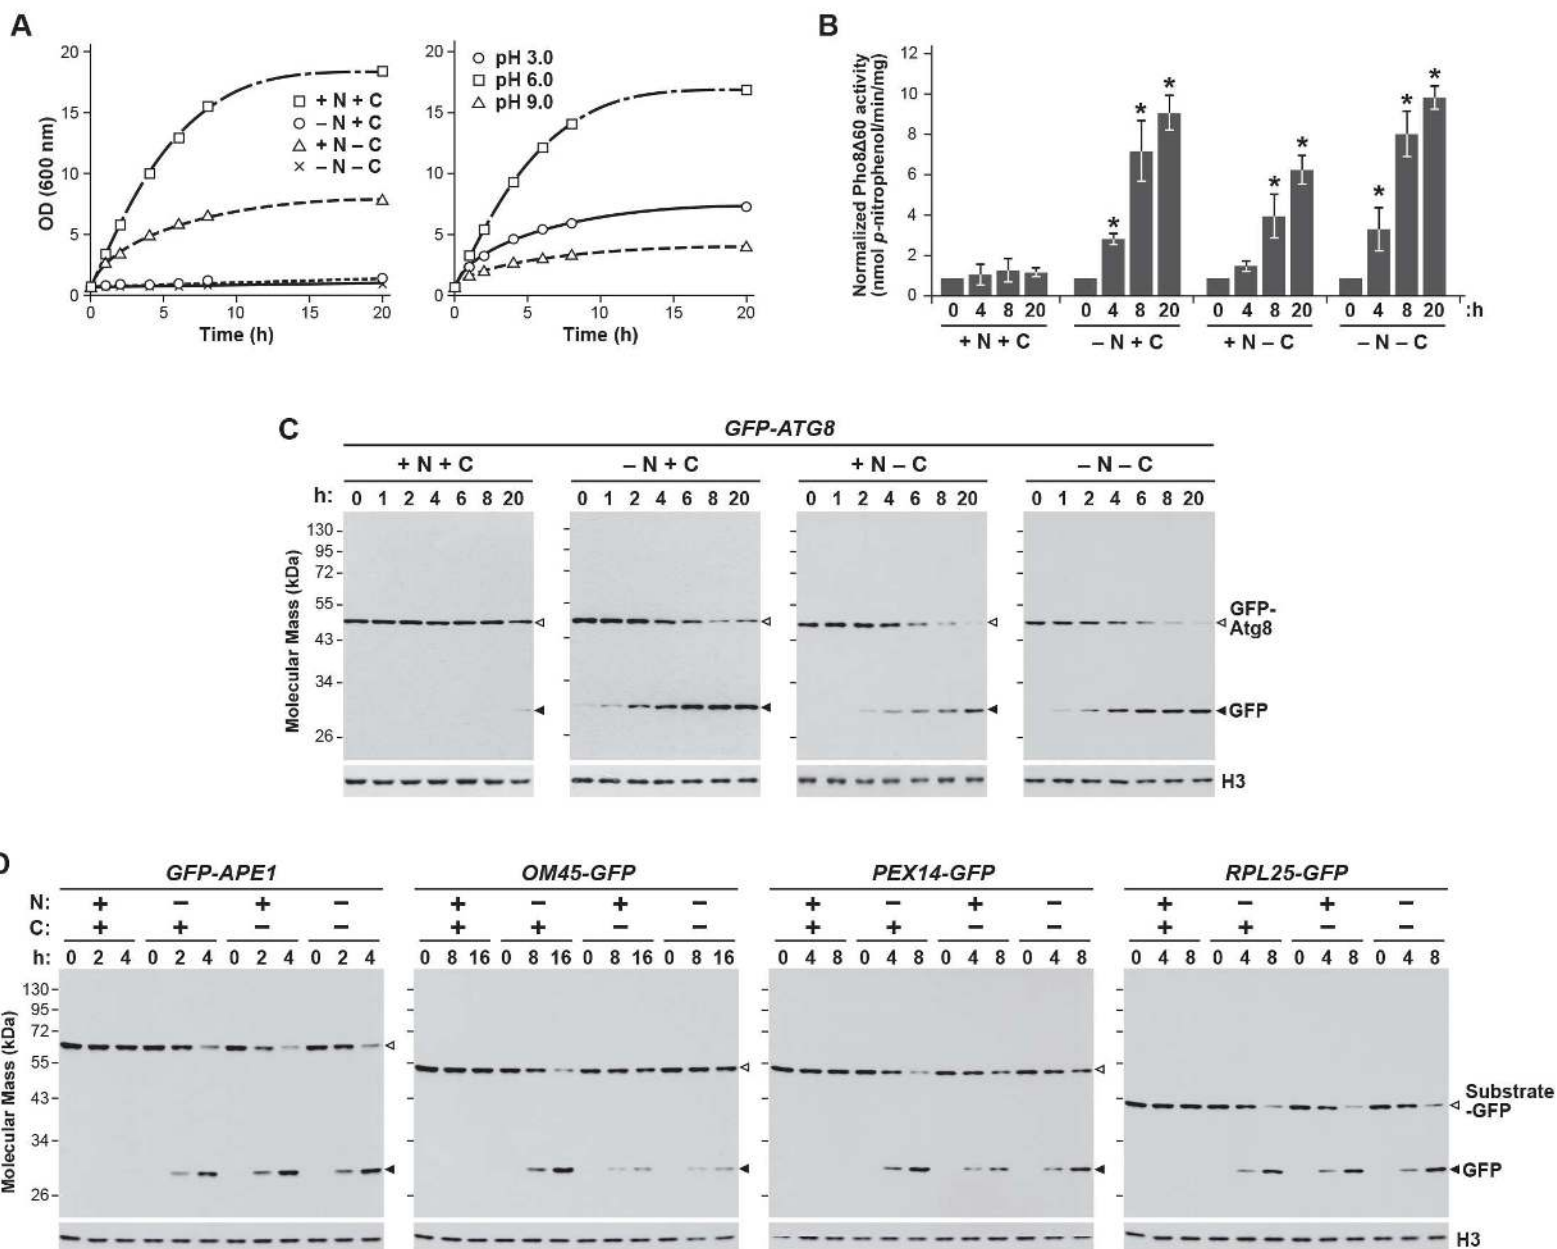 A
OD (600 nm)
20
15
10
5
0
□ + N + C
○ – N + C
△ + N – C
× – N – C
0 5 10 15 20
Time (h)
20
15
10
5
0
○ pH 3.0
□ pH 6.0
△ pH 9.0
0 5 10 15 20
Time (h)
B
Normalized Pho8Δ60 activity
(nmol p-nitrophenol/min/mg)
12
10
8
6
4
2
0
* * * * * * * *
0 4 8 20 0 4 8 20 0 4 8 20 0 4 8 20 :h
+ N + C – N + C + N – C – N – C
C
GFP-ATG8
+ N + C – N + C + N – C – N – C
h: 0 1 2 4 6 8 20 0 1 2 4 6 8 20 0 1 2 4 6 8 20 0 1 2 4 6 8 20
Molecular Mass (kDa)
130
95
72
55
43
34
26
GFP-
Atg8
GFP
H3
D
GFP-APE1 OM45-GFP PEX14-GFP RPL25-GFP
N: + – + – + – + – + – + – + – + –
C: + + – – + + – – + + – – + + – –
h: 0 2 4 0 2 4 0 2 4 0 2 4 0 8 16 0 8 16 0 8 16 0 8 16 0 4 8 0 4 8 0 4 8 0 4 8 0 4 8 0 4 8 0 4 8 0 4 8
Molecular Mass (kDa)
130
95
72
55
43
34
26
Substrate
-GFP
GFP
H3